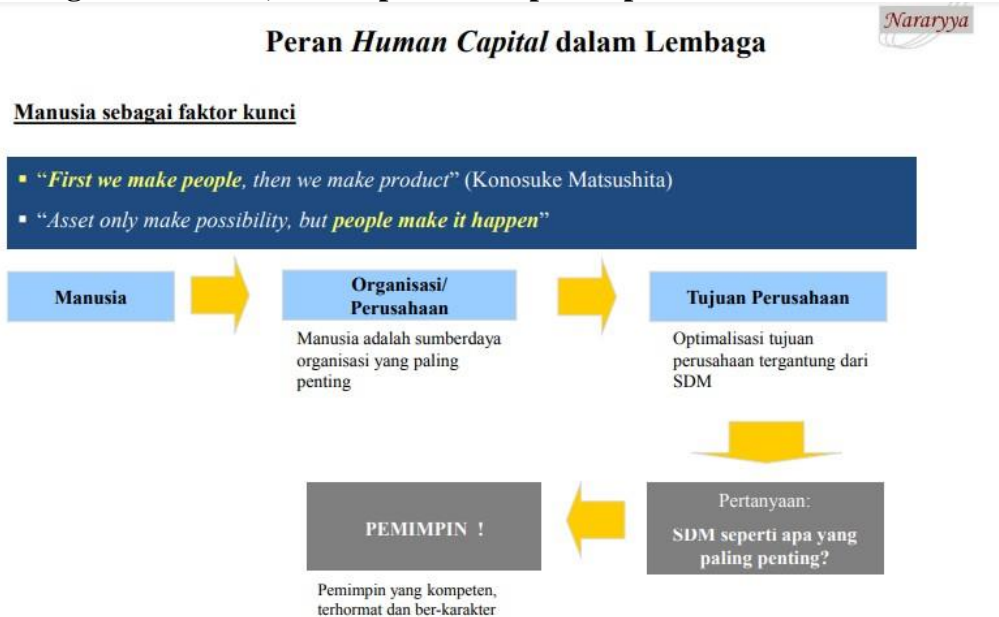 Nararyya
Peran Human Capital dalam Lembaga
Manusia sebagai faktor kunci
▪ “First we make people, then we make product” (Konosuke Matsushita)
▪ “Asset only make possibility, but people make it happen”
Manusia
Organisasi/
Perusahaan
Manusia adalah sumberdaya
organisasi yang paling
penting
Tujuan Perusahaan
Optimalisasi tujuan
perusahaan tergantung dari
SDM
Pertanyaan:
SDM seperti apa yang
paling penting?
PEMIMPIN !
Pemimpin yang kompeten,
terhormat dan ber-karakter